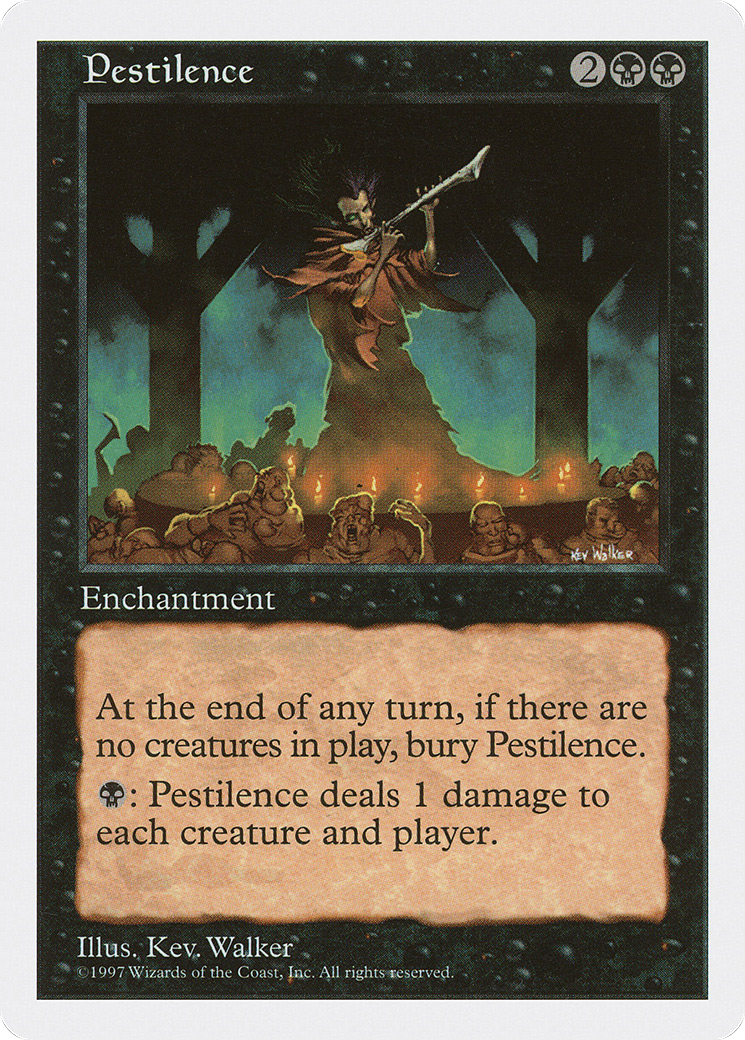 Pestilence 2
KEV WALKER
Enchantment
At the end of any turn, if there are
no creatures in play, bury Pestilence.
: Pestilence deals 1 damage to
each creature and player.
Illus. Kev. Walker
©1997 Wizards of the Coast, Inc. All rights reserved.